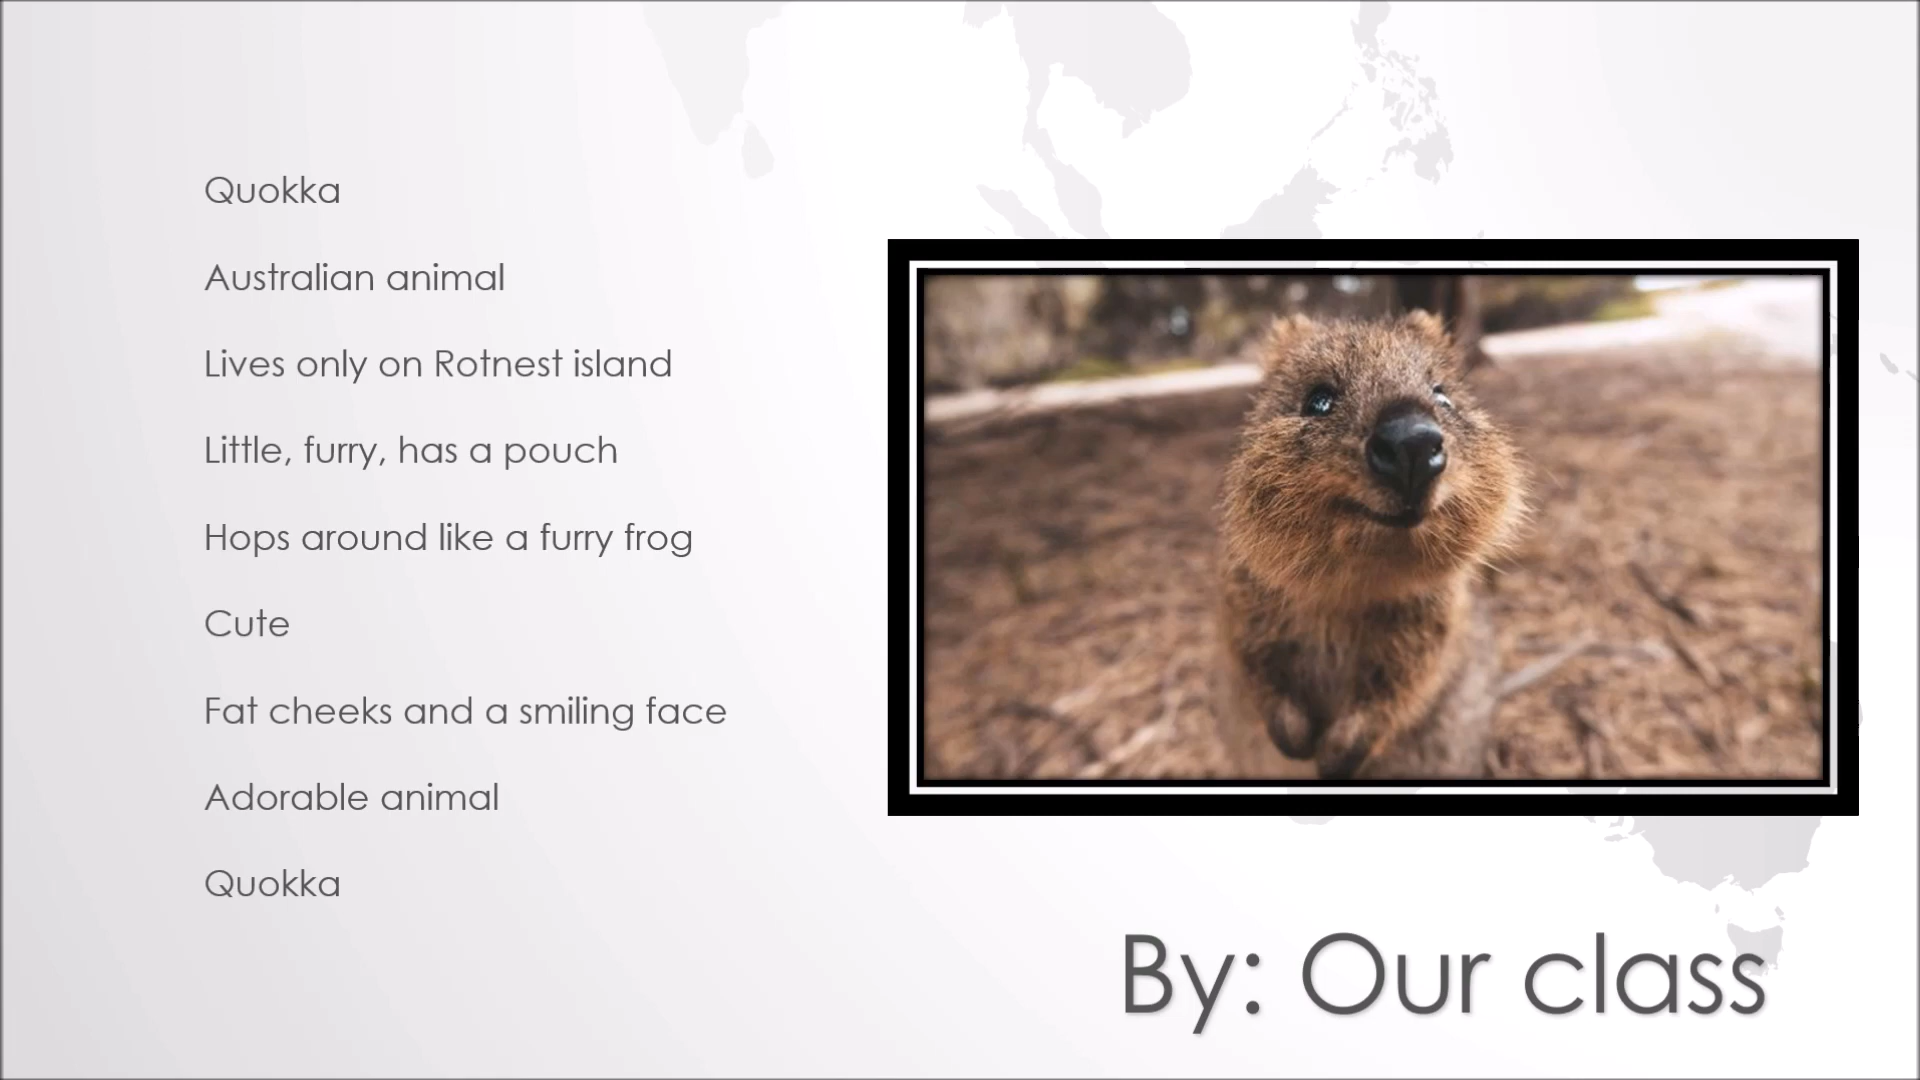 Quokka
Australian animal
Lives only on Rotnest island
Little, furry, has a pouch
Hops around like a furry frog
Cute
Fat cheeks and a smiling face
Adorable animal
Quokka
By: Our class